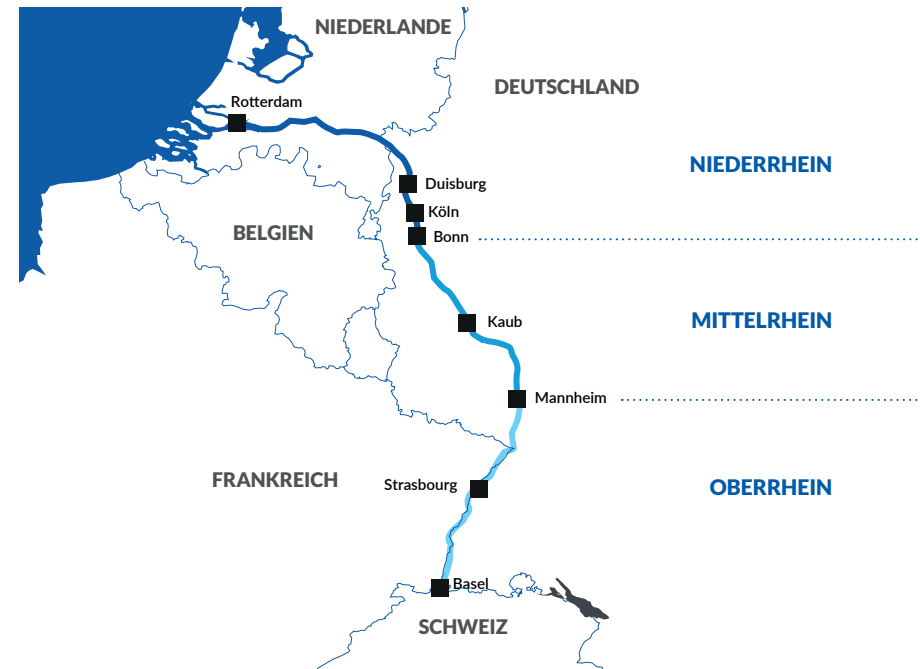 NIEDERLANDE
DEUTSCHLAND
Rotterdam
NIEDERRHEIN
Duisburg
Köln
BELGIEN
Bonn
MITTELRHEIN
Kaub
Mannheim
FRANKREICH
Strasbourg
OBERRHEIN
Basel
SCHWEIZ